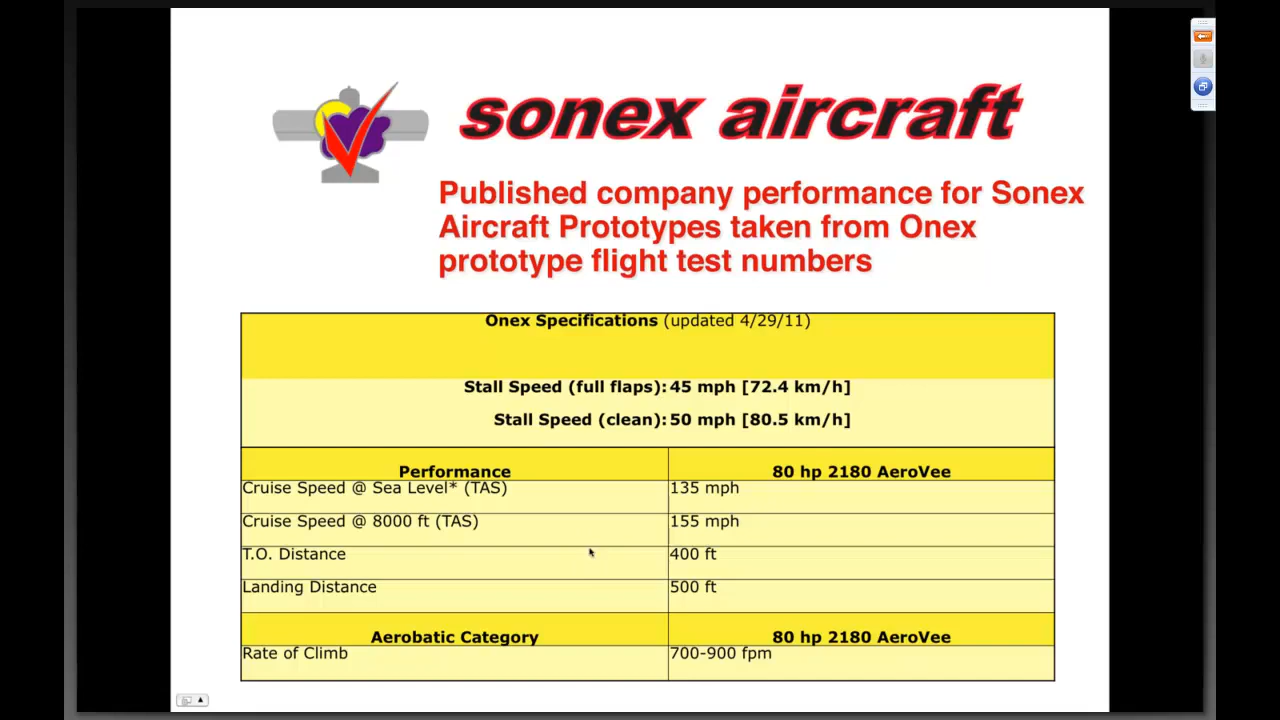 sonex aircraft
Published company performance for Sonex
Aircraft Prototypes taken from Onex
prototype flight test numbers
Onex Specifications (updated 4/29/11)
Stall Speed (full flaps): 45 mph [72.4 km/h]
Stall Speed (clean): 50 mph [80.5 km/h]
Performance 80 hp 2180 AeroVee
Cruise Speed @ Sea Level* (TAS) 135 mph
Cruise Speed @ 8000 ft (TAS) 155 mph
T.O. Distance 400 ft
Landing Distance 500 ft
Aerobatic Category 80 hp 2180 AeroVee
Rate of Climb 700-900 fpm